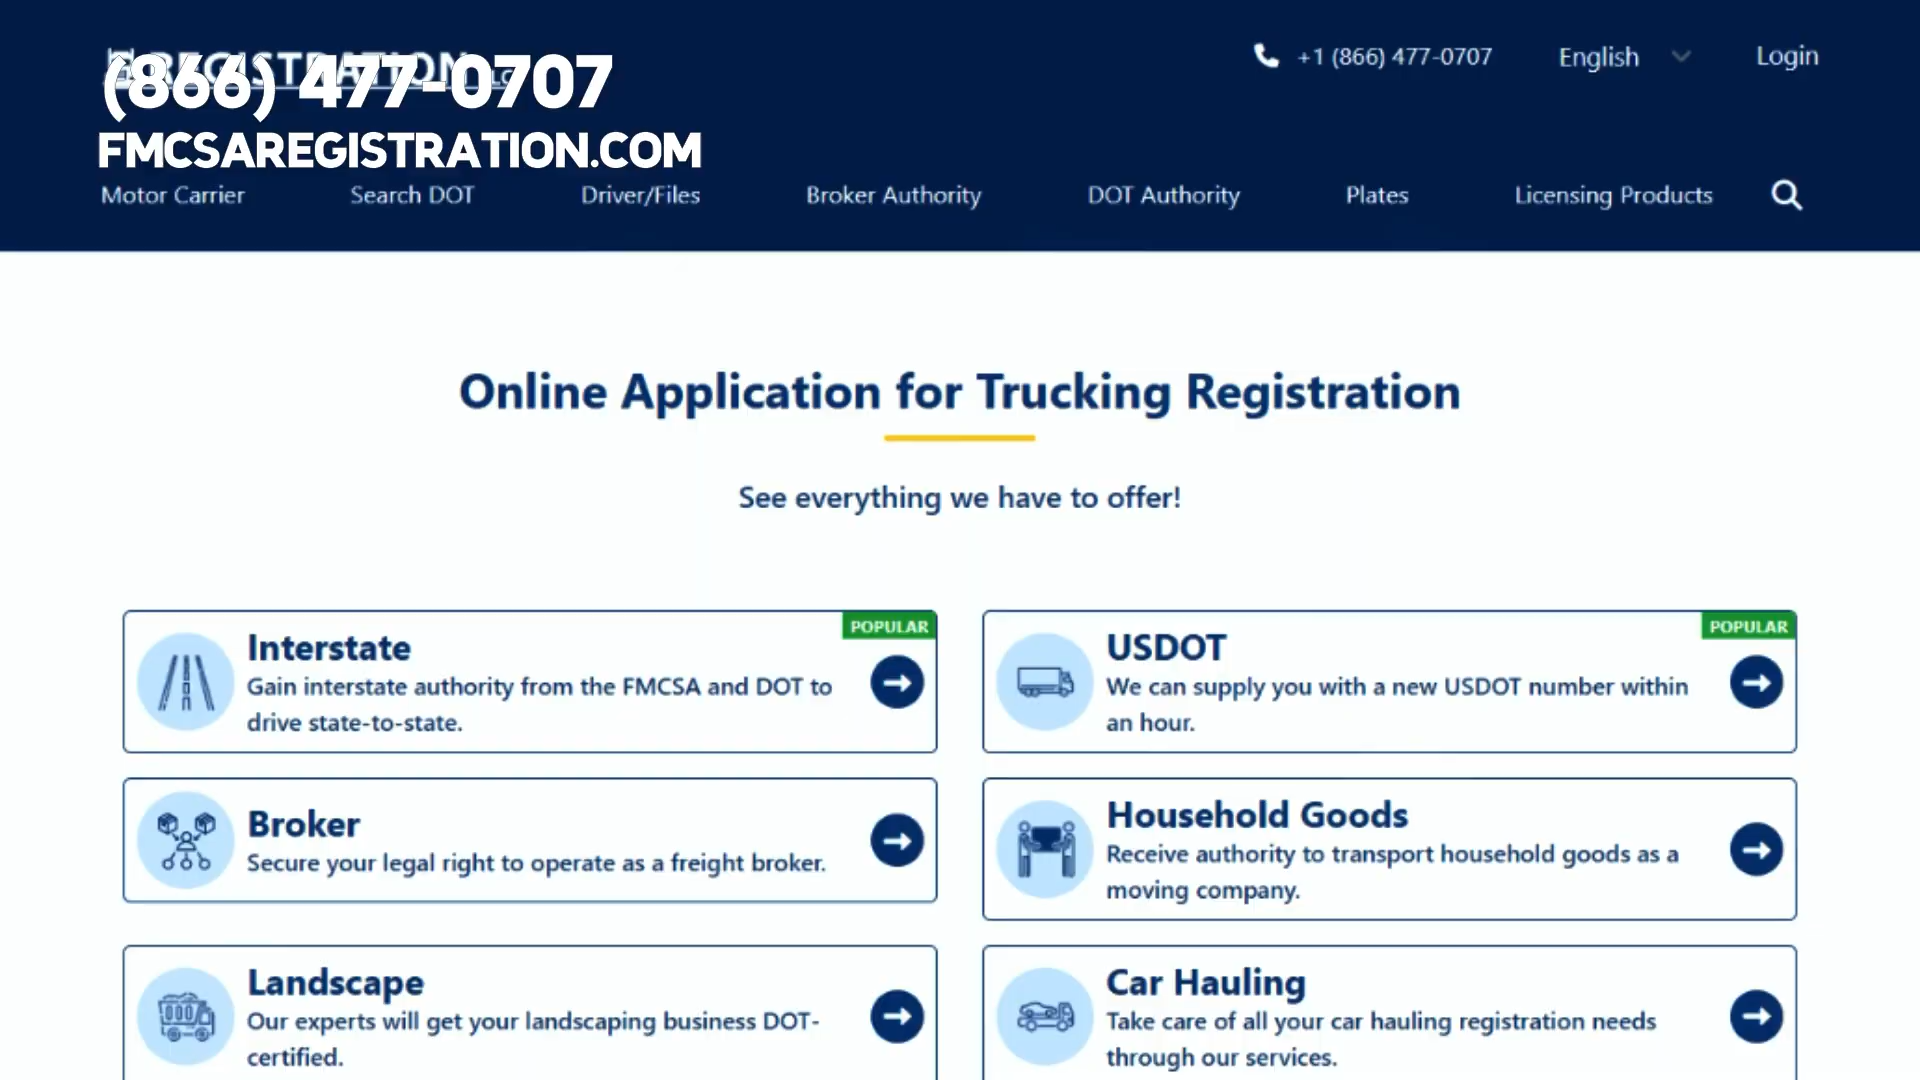 REGISTRATION
(866) 477-0707
FMCSAREGISTRATION.COM
+1 (866) 477-0707
English
Login
Motor Carrier
Search DOT
Driver/Files
Broker Authority
DOT Authority
Plates
Licensing Products
Online Application for Trucking Registration
See everything we have to offer!
POPULAR
Interstate
Gain interstate authority from the FMCSA and DOT to
drive state-to-state.
POPULAR
USDOT
We can supply you with a new USDOT number within
an hour.
Broker
Secure your legal right to operate as a freight broker.
Household Goods
Receive authority to transport household goods as a
moving company.
Landscape
Our experts will get your landscaping business DOT-
certified.
Car Hauling
Take care of all your car hauling registration needs
through our services.